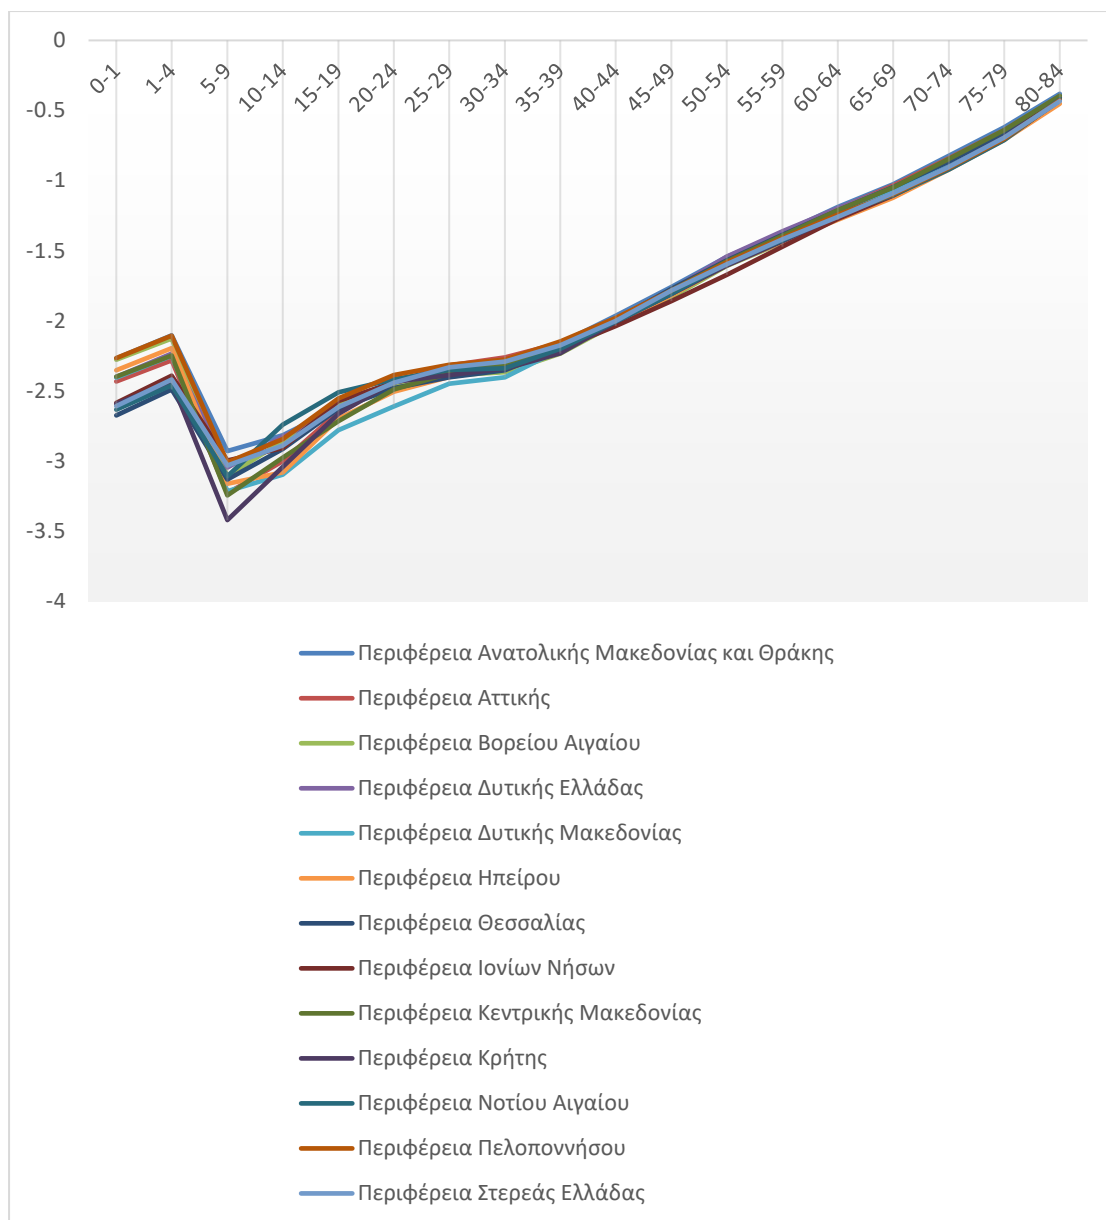 0
0-1
1-4
5-9
10-14
15-19
20-24
25-29
30-34
35-39
40-44
45-49
50-54
55-59
60-64
65-69
70-74
75-79
80-84
-0.5
-1
-1.5
-2
-2.5
-3
-3.5
-4
Περιφέρεια Ανατολικής Μακεδονίας και Θράκης
Περιφέρεια Αττικής
Περιφέρεια Βορείου Αιγαίου
Περιφέρεια Δυτικής Ελλάδας
Περιφέρεια Δυτικής Μακεδονίας
Περιφέρεια Ηπείρου
Περιφέρεια Θεσσαλίας
Περιφέρεια Ιονίων Νήσων
Περιφέρεια Κεντρικής Μακεδονίας
Περιφέρεια Κρήτης
Περιφέρεια Νοτίου Αιγαίου
Περιφέρεια Πελοποννήσου
Περιφέρεια Στερεάς Ελλάδας